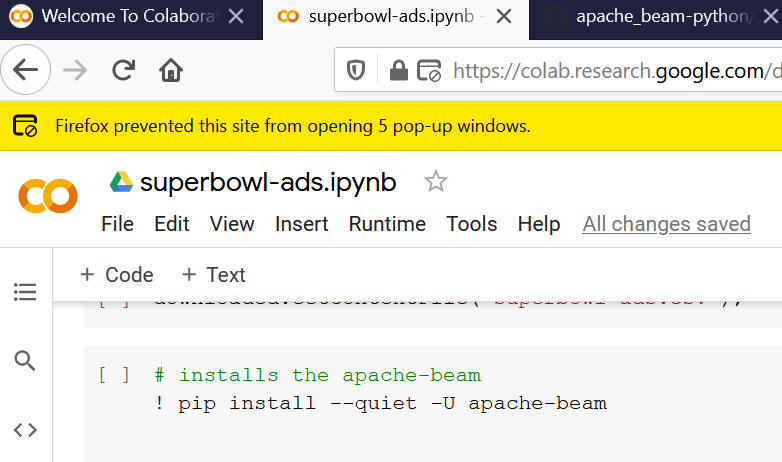 Welcome To Colaborat
superbowl-ads.ipynb -
apache_beam-python/
https://colab.research.google.com/d
Firefox prevented this site from opening 5 pop-up windows.
superbowl-ads.ipynb
File Edit View Insert Runtime Tools Help All changes saved
+ Code + Text
[ ] # installs the apache-beam
! pip install --quiet -U apache-beam